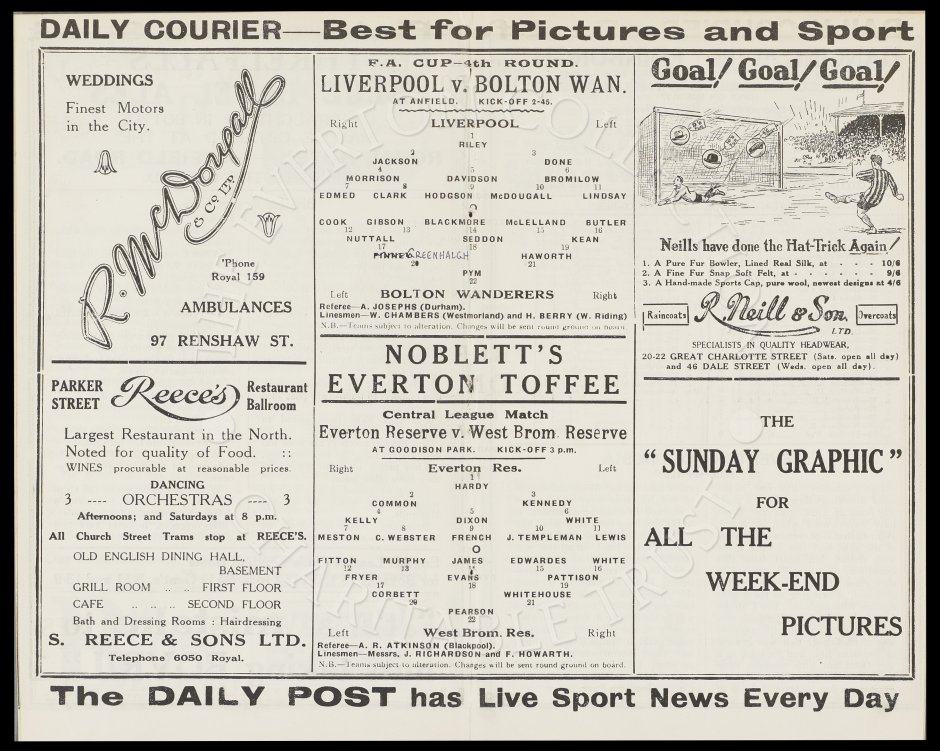 DAILY COURIER—Best for Pictures and Sport
WEDDINGS
Finest Motors
in the City.
R. McDougall
& Co LTD
'Phone
Royal 159
AMBULANCES
97 RENSHAW ST.
PARKER
STREET
Reece's
Restaurant
Ballroom
Largest Restaurant in the North.
Noted for quality of Food. ::
WINES procurable at reasonable prices.
DANCING
3 ---- ORCHESTRAS ---- 3
Afternoons; and Saturdays at 8 p.m.
All Church Street Trams stop at REECE'S.
OLD ENGLISH DINING HALL,
BASEMENT
GRILL ROOM .. .. FIRST FLOOR
CAFE .. .. .. SECOND FLOOR
Bath and Dressing Rooms : Hairdressing
S. REECE & SONS LTD.
Telephone 6050 Royal.
F.A. CUP-4th ROUND.
LIVERPOOL v. BOLTON WAN.
AT ANFIELD. KICK-OFF 2-45.
Right LIVERPOOL Left
1
RILEY
2 3
JACKSON DONE
4 5 6
MORRISON DAVIDSON BROMILOW
7 8 9 10 11
EDMED CLARK HODGSON McDOUGALL LINDSAY
COOK GIBSON BLACKMORE McLELLAND BUTLER
12 13 14 15 16
NUTTALL SEDDON KEAN
17 18 19
FINNEY GREENHALGH HAWORTH
20 21
PYM
22
Left BOLTON WANDERERS Right
Referee—A. JOSEPHS (Durham).
Linesmen—W. CHAMBERS (Westmorland) and H. BERRY (W. Riding)
N.B.—Teams subject to alteration. Changes will be sent round ground on board.
NOBLETT'S
EVERTON TOFFEE
Central League Match
Everton Reserve v. West Brom. Reserve
AT GOODISON PARK. KICK-OFF 3 p.m.
Right Everton Res. Left
1
HARDY
2 3
COMMON KENNEDY
4 5 6
KELLY DIXON WHITE
7 8 9 10 11
MESTON C. WEBSTER FRENCH J. TEMPLEMAN LEWIS
O
FITTON MURPHY JAMES EDWARDES WHITE
12 13 14 15 16
FRYER EVANS PATTISON
17 18 19
CORBETT WHITEHOUSE
20 21
PEARSON
22
Left West Brom. Res. Right
Referee—A. R. ATKINSON (Blackpool).
Linesmen—Messrs. J. RICHARDSON and F. HOWARTH.
N.B.—Teams subject to alteration. Changes will be sent round ground on board.
Goal! Goal! Goal!
Neills have done the Hat-Trick Again!
1. A Pure Fur Bowler, Lined Real Silk, at - - - 10/6
2. A Fine Fur Snap Soft Felt, at - - - - - - 9/6
3. A Hand-made Sports Cap, pure wool, newest designs at 4/6
Raincoats R. Neill & Son. LTD. Overcoats
SPECIALISTS IN QUALITY HEADWEAR,
20-22 GREAT CHARLOTTE STREET (Sats. open all day)
and 46 DALE STREET (Weds. open all day).
THE
"SUNDAY GRAPHIC"
FOR
ALL THE
WEEK-END
PICTURES
The DAILY POST has Live Sport News Every Day